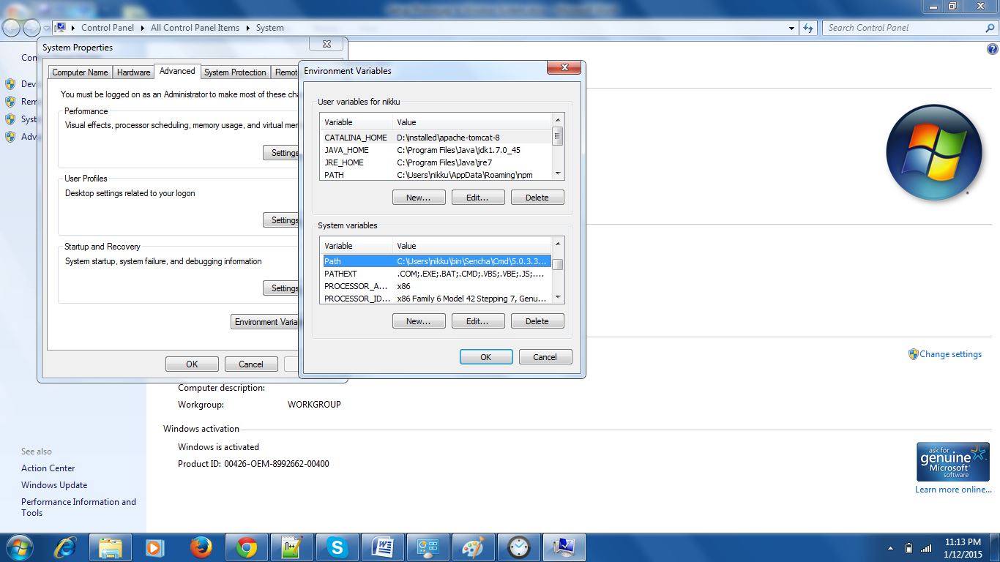 Control Panel
All Control Panel Items
System
Search Control Panel
System Properties
Computer Name
Hardware
Advanced
System Protection
You must be logged on as an Administrator to make most of these
Performance
Visual effects, processor scheduling, memory usage, and virtual
Settings
User Profiles
Desktop settings related to your logon
Settings
Startup and Recovery
System startup, system failure, and debugging information
Settings
Environment
OK
Cancel
Environment Variables
User variables for nikku
Variable Value
CATALINA_HOME D:\installed\apache-tomcat-8
JAVA_HOME C:\Program Files\Java\jdk1.7.0_45
JRE_HOME C:\Program Files\Java\jre7
PATH C:\Users\nikku\AppData\Roaming\npm
New... Edit... Delete
System variables
Variable Value
Path C:\Users\nikku\bin\Sencha\Cmd\5.0.3.3...
PATHEXT .COM;.EXE;.BAT;.CMD;.VBS;.VBE;.JS;....
PROCESSOR_A... x86
PROCESSOR_ID... x86 Family 6 Model 42 Stepping 7, Genu...
New... Edit... Delete
OK Cancel
Change settings
Computer description:
Workgroup: WORKGROUP
Windows activation
Windows is activated
Product ID: 00426-OEM-8992662-00400
See also
Action Center
Windows Update
Performance Information and
Tools
ask for
genuine
Microsoft
software
Learn more online...
11:13 PM
1/12/2015